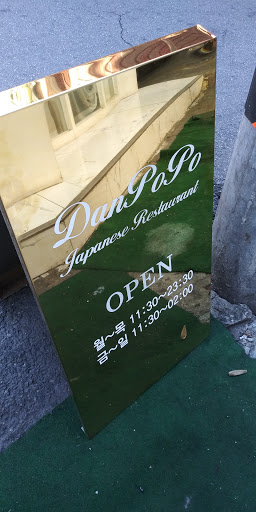 DanPoPo
Japanese Restaurant
OPEN
월~목 11:30~23:30
금~일 11:30~02:00